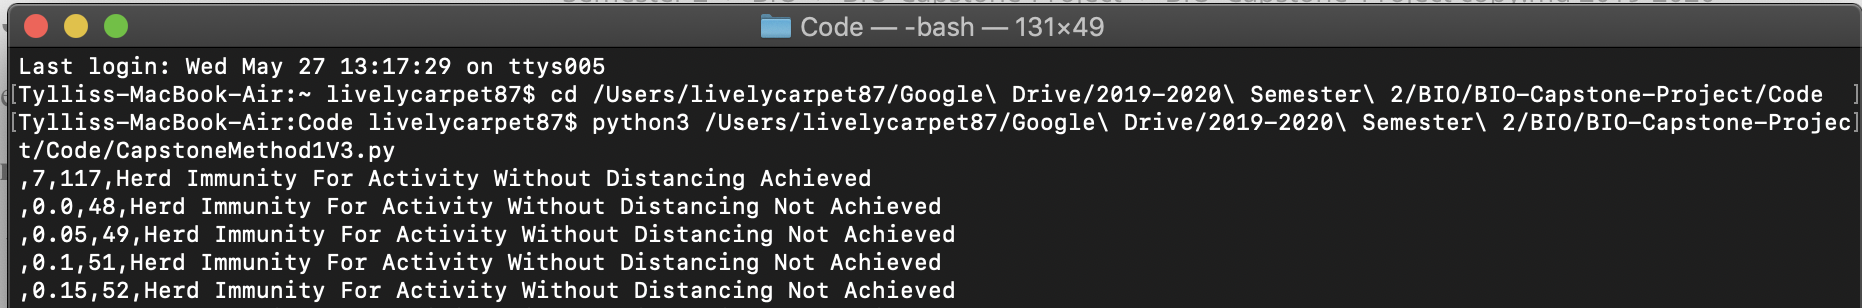 Code — -bash — 131×49
Last login: Wed May 27 13:17:29 on ttys005
[Tylliss-MacBook-Air:~ livelycarpet87$ cd /Users/livelycarpet87/Google\ Drive/2019-2020\ Semester\ 2/BIO/BIO-Capstone-Project/Code ]
[Tylliss-MacBook-Air:Code livelycarpet87$ python3 /Users/livelycarpet87/Google\ Drive/2019-2020\ Semester\ 2/BIO/BIO-Capstone-Projec]
t/Code/CapstoneMethod1V3.py
,7,117,Herd Immunity For Activity Without Distancing Achieved
,0.0,48,Herd Immunity For Activity Without Distancing Not Achieved
,0.05,49,Herd Immunity For Activity Without Distancing Not Achieved
,0.1,51,Herd Immunity For Activity Without Distancing Not Achieved
,0.15,52,Herd Immunity For Activity Without Distancing Not Achieved